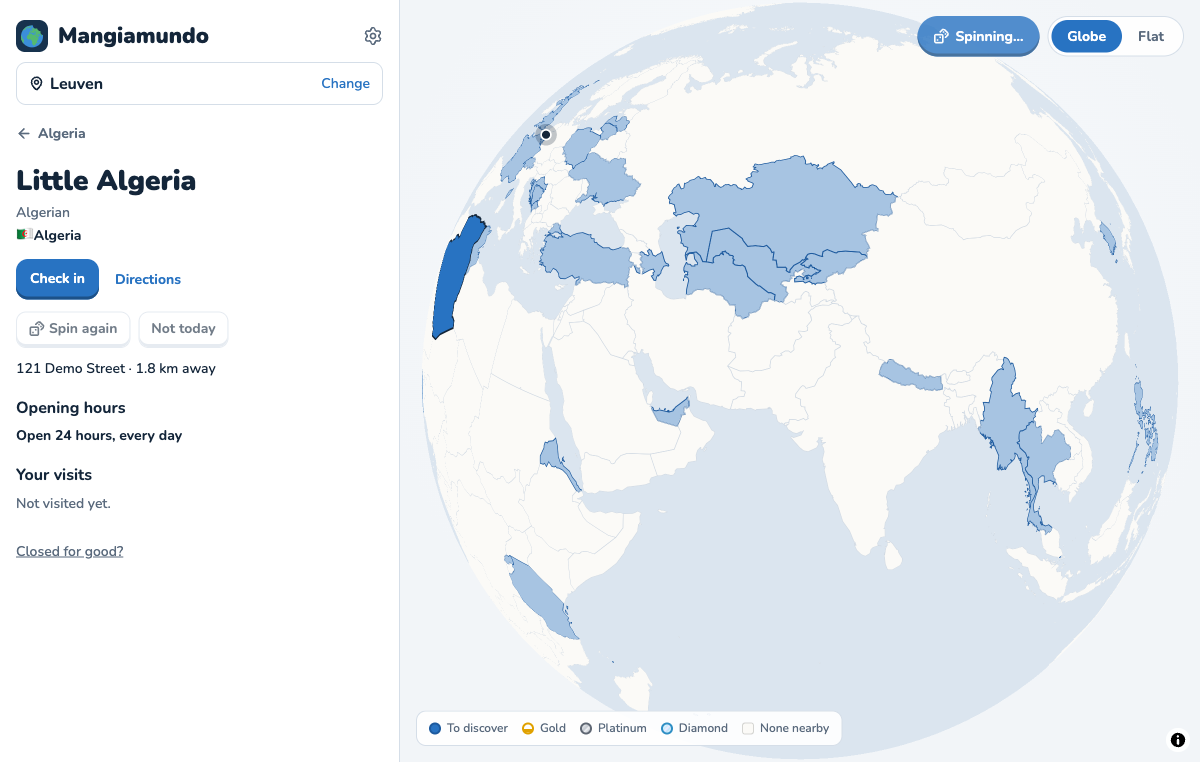 Mangiamundo
Leuven
Change
Algeria
Little Algeria
Algerian
Algeria
Check in
Directions
Spin again
Not today
121 Demo Street · 1.8 km away
Opening hours
Open 24 hours, every day
Your visits
Not visited yet.
Closed for good?
Spinning...
Globe
Flat
To discover
Gold
Platinum
Diamond
None nearby